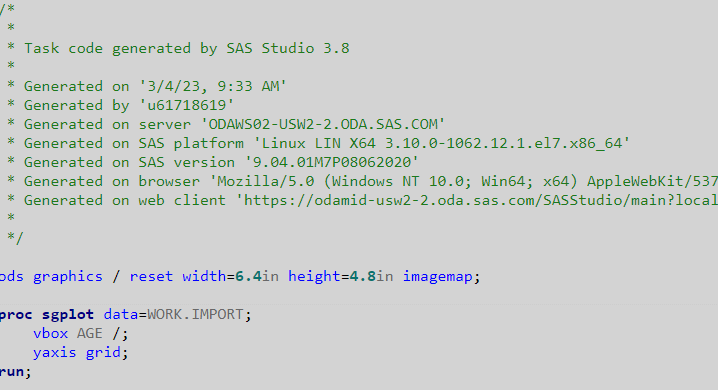 /*
*
* Task code generated by SAS Studio 3.8
*
* Generated on '3/4/23, 9:33 AM'
* Generated by 'u61718619'
* Generated on server 'ODAWS02-USW2-2.ODA.SAS.COM'
* Generated on SAS platform 'Linux LIN X64 3.10.0-1062.12.1.el7.x86_64'
* Generated on SAS version '9.04.01M7P08062020'
* Generated on browser 'Mozilla/5.0 (Windows NT 10.0; Win64; x64) AppleWebKit/537
* Generated on web client 'https://odamid-usw2-2.oda.sas.com/SASStudio/main?local
*
*/
ods graphics / reset width=6.4in height=4.8in imagemap;
proc sgplot data=WORK.IMPORT;
vbox AGE /;
yaxis grid;
run;